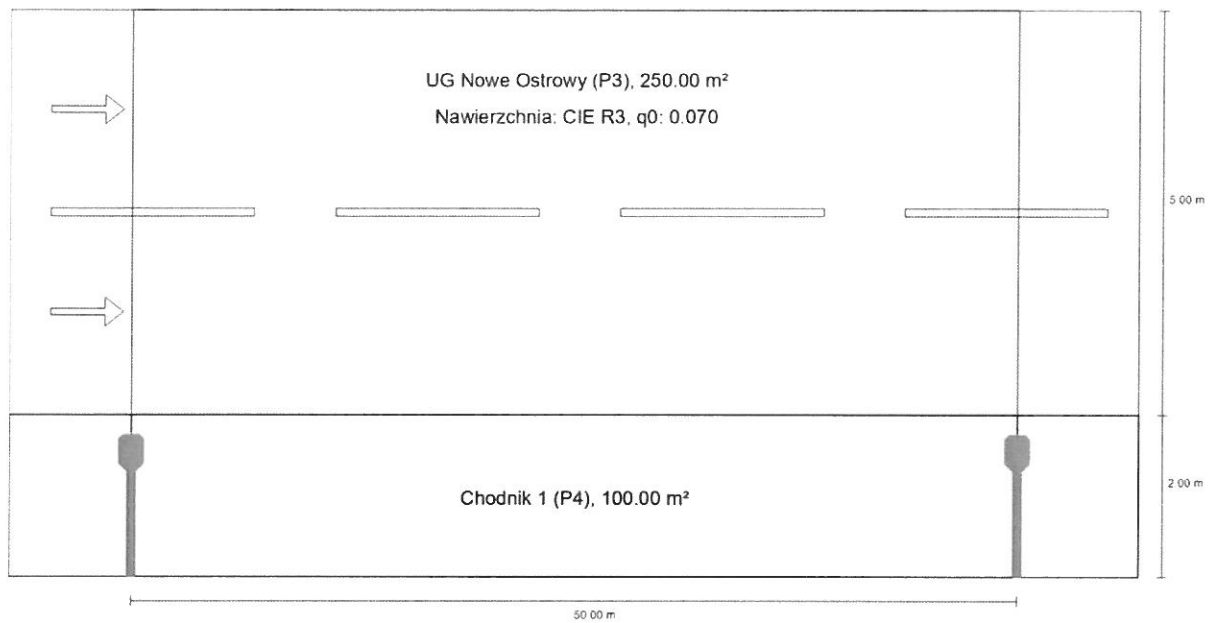 UG Nowe Ostrowy (P3), 250.00 m²
Nawierzchnia: CIE R3, q0: 0.070
5 00 m
Chodnik 1 (P4), 100.00 m²
2 00 m
50 00 m